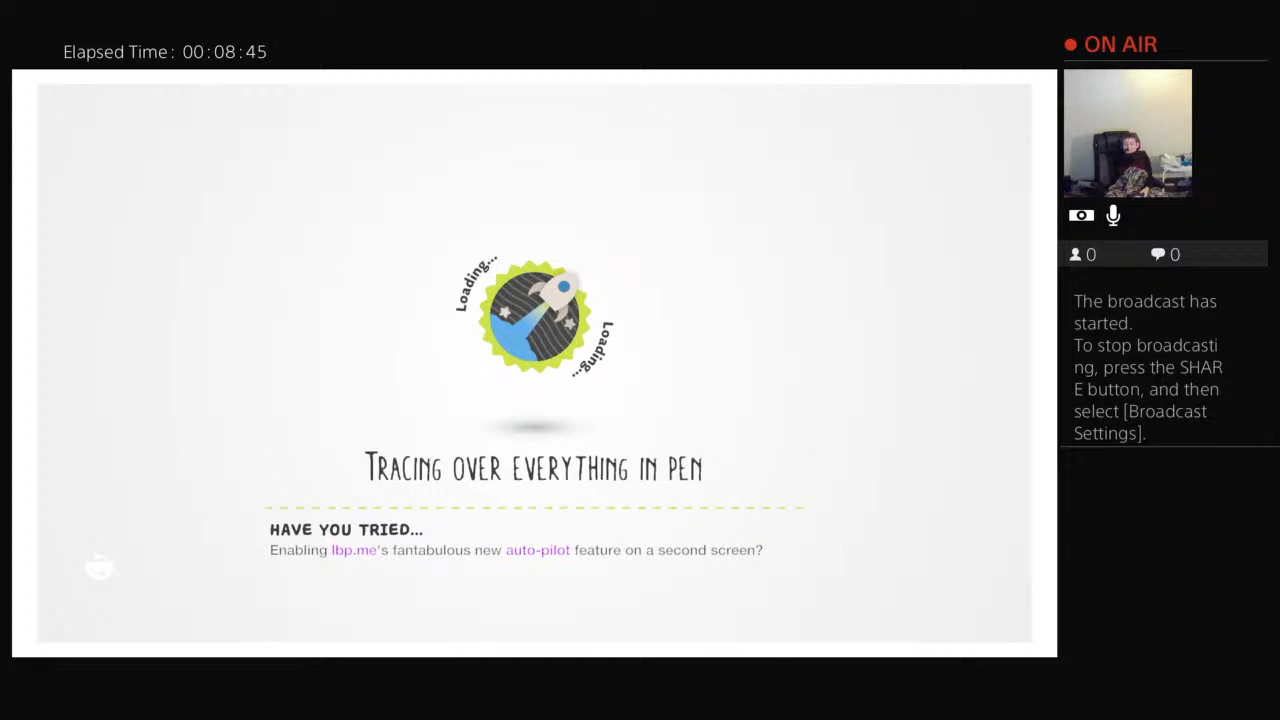 Elapsed Time: 00:08:45
ON AIR
0
0
The broadcast has
started.
To stop broadcasti
ng, press the SHAR
E button, and then
select [Broadcast
Settings].
Loading...
Loading...
TRACING OVER EVERYTHING IN PEN
HAVE YOU TRIED...
Enabling lbp.me's fantabulous new auto-pilot feature on a second screen?